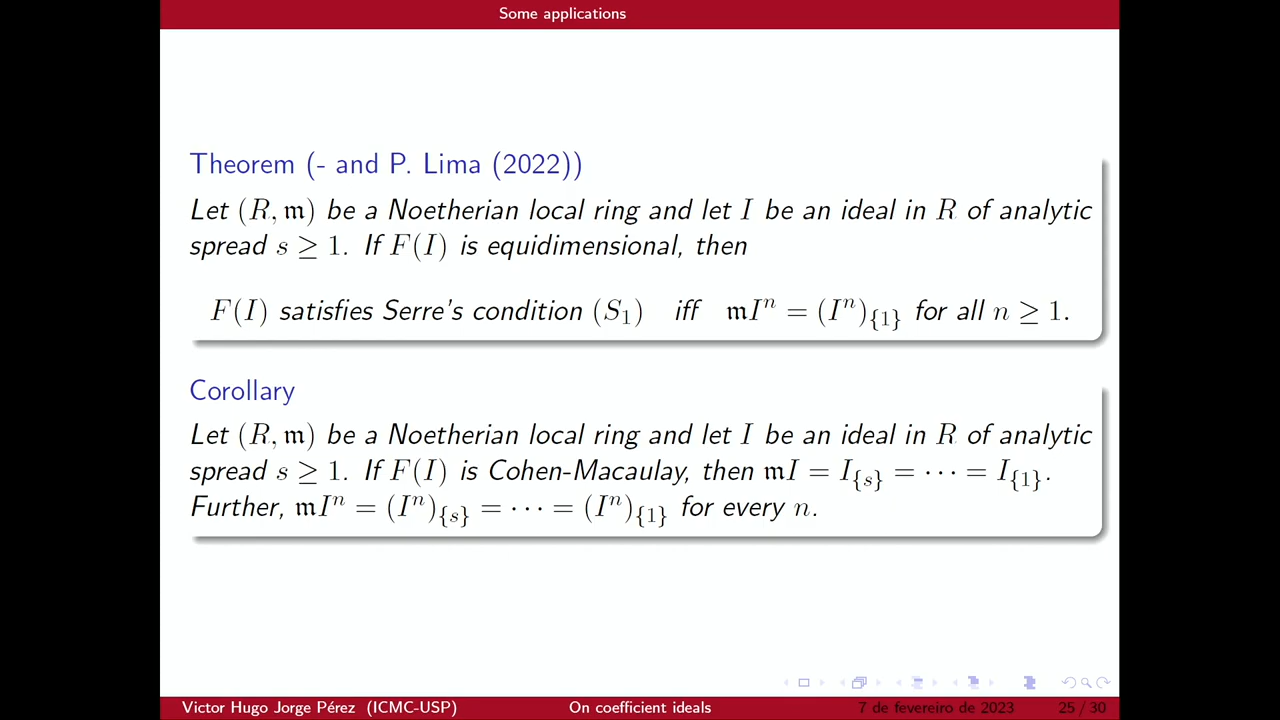 Some applications
Theorem (- and P. Lima (2022))
Let (R, 𝔪) be a Noetherian local ring and let I be an ideal in R of analytic
spread s ≥ 1. If F(I) is equidimensional, then
F(I) satisfies Serre's condition (S₁) iff 𝔪Iⁿ = (Iⁿ)_{1} for all n ≥ 1.
Corollary
Let (R, 𝔪) be a Noetherian local ring and let I be an ideal in R of analytic
spread s ≥ 1. If F(I) is Cohen-Macaulay, then 𝔪I = I_{s} = ⋯ = I_{1}.
Further, 𝔪Iⁿ = (Iⁿ)_{s} = ⋯ = (Iⁿ)_{1} for every n.
Victor Hugo Jorge Pérez (ICMC-USP) On coefficient ideals 7 de fevereiro de 2023 25 / 30